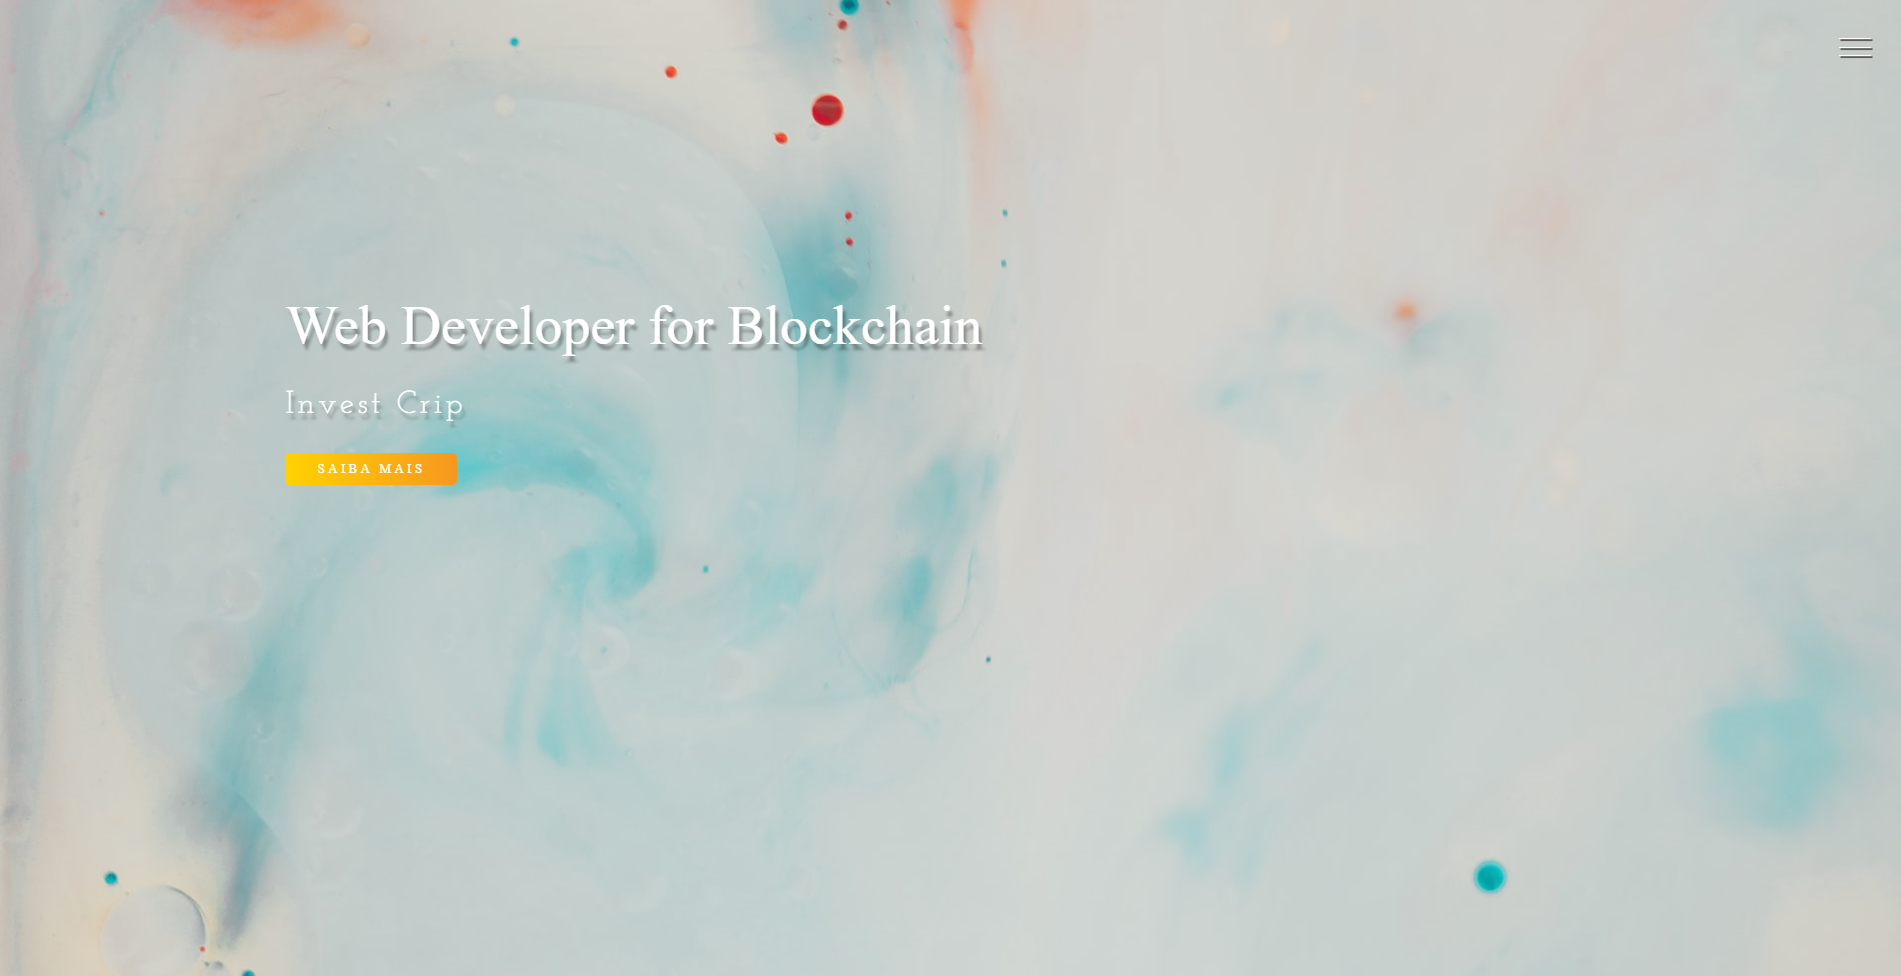 Web Developer for Blockchain
Invest Crip
SAIBA MAIS